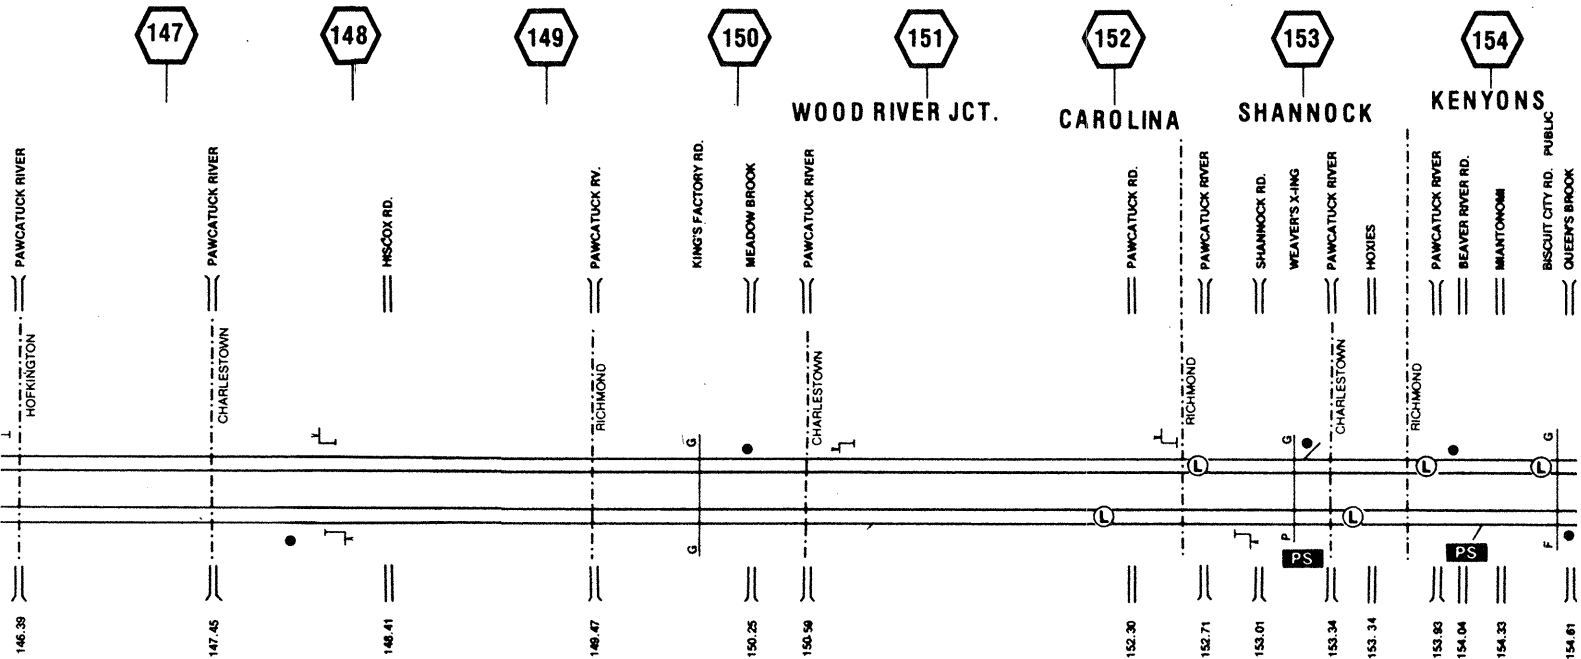 147
148
149
150
151
152
153
154
WOOD RIVER JCT.
CAROLINA
SHANNOCK
KENYONS
PAWCATUCK RIVER
PAWCATUCK RIVER
HISCOX RD.
PAWCATUCK RV.
KING'S FACTORY RD.
MEADOW BROOK
PAWCATUCK RIVER
PAWCATUCK RD.
PAWCATUCK RIVER
SHANNOCK RD.
WEAVER'S X-ING
PAWCATUCK RIVER
HOXIES
PAWCATUCK RIVER
BEAVER RIVER RD.
MIANTONOMI
BISCUIT CITY RD. PUBLIC
QUEEN'S BROOK
HOFKINGTON
CHARLESTOWN
RICHMOND
CHARLESTOWN
RICHMOND
CHARLESTOWN
RICHMOND
G
G
G
L
L
L
L
L
G
P
F
PS
PS
146.39
147.45
148.41
149.47
150.25
150.59
152.30
152.71
153.01
153.34
153.34
153.93
154.04
154.33
154.61